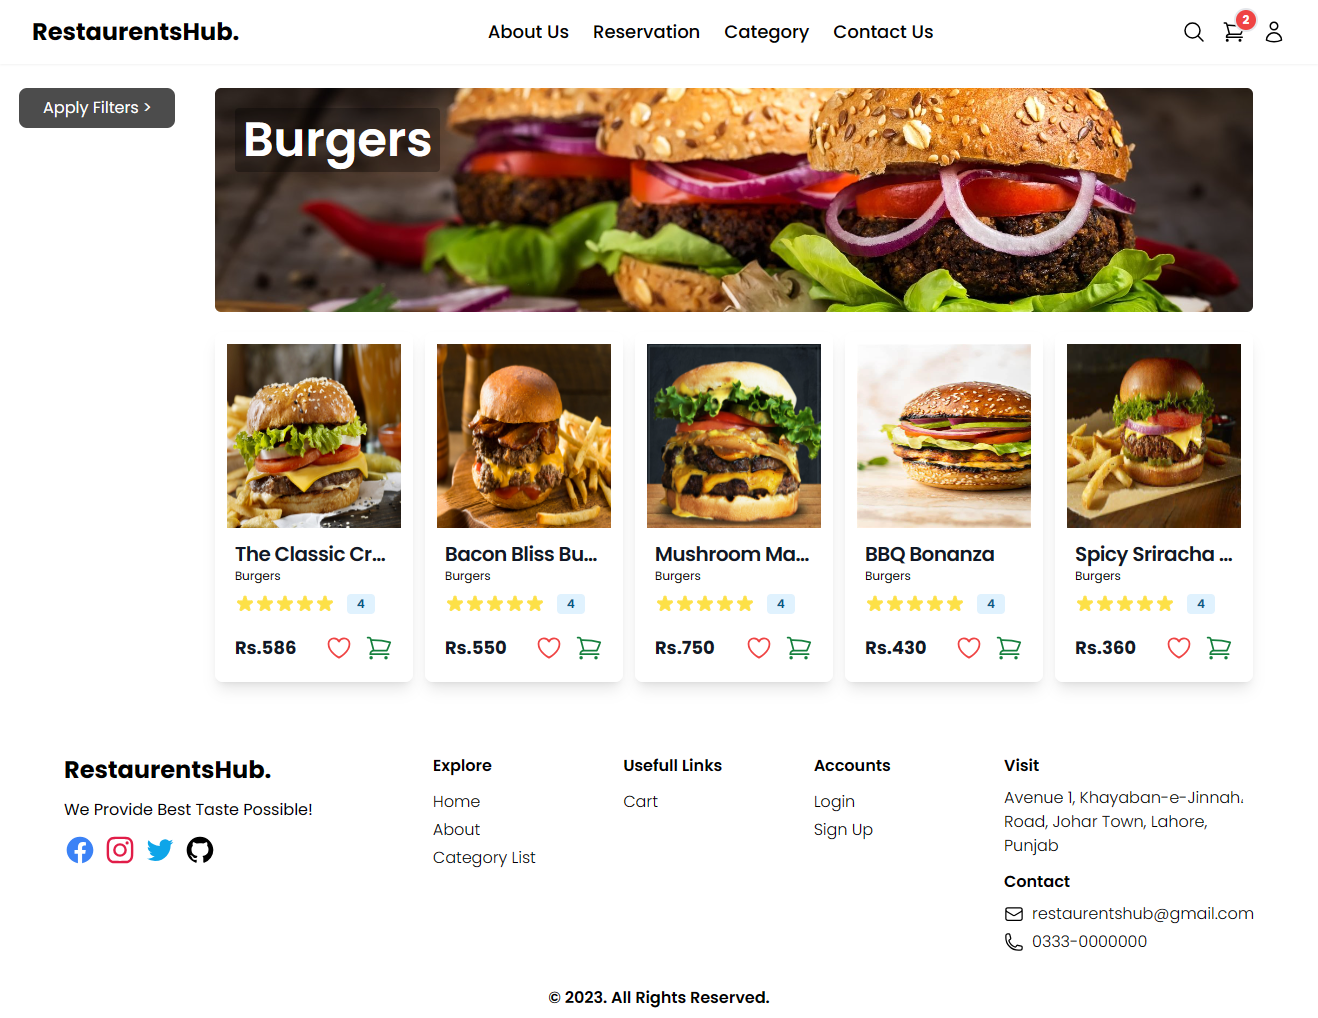 RestaurentsHub.
About Us Reservation Category Contact Us
2
Apply Filters >
Burgers
The Classic Cr...
Burgers
4
Rs.586
Bacon Bliss Bu...
Burgers
4
Rs.550
Mushroom Ma...
Burgers
4
Rs.750
BBQ Bonanza
Burgers
4
Rs.430
Spicy Sriracha ...
Burgers
4
Rs.360
RestaurentsHub.
We Provide Best Taste Possible!
Explore
Home
About
Category List
Usefull Links
Cart
Accounts
Login
Sign Up
Visit
Avenue 1, Khayaban-e-Jinnah,
Road, Johar Town, Lahore,
Punjab
Contact
restaurentshub@gmail.com
0333-0000000
© 2023. All Rights Reserved.